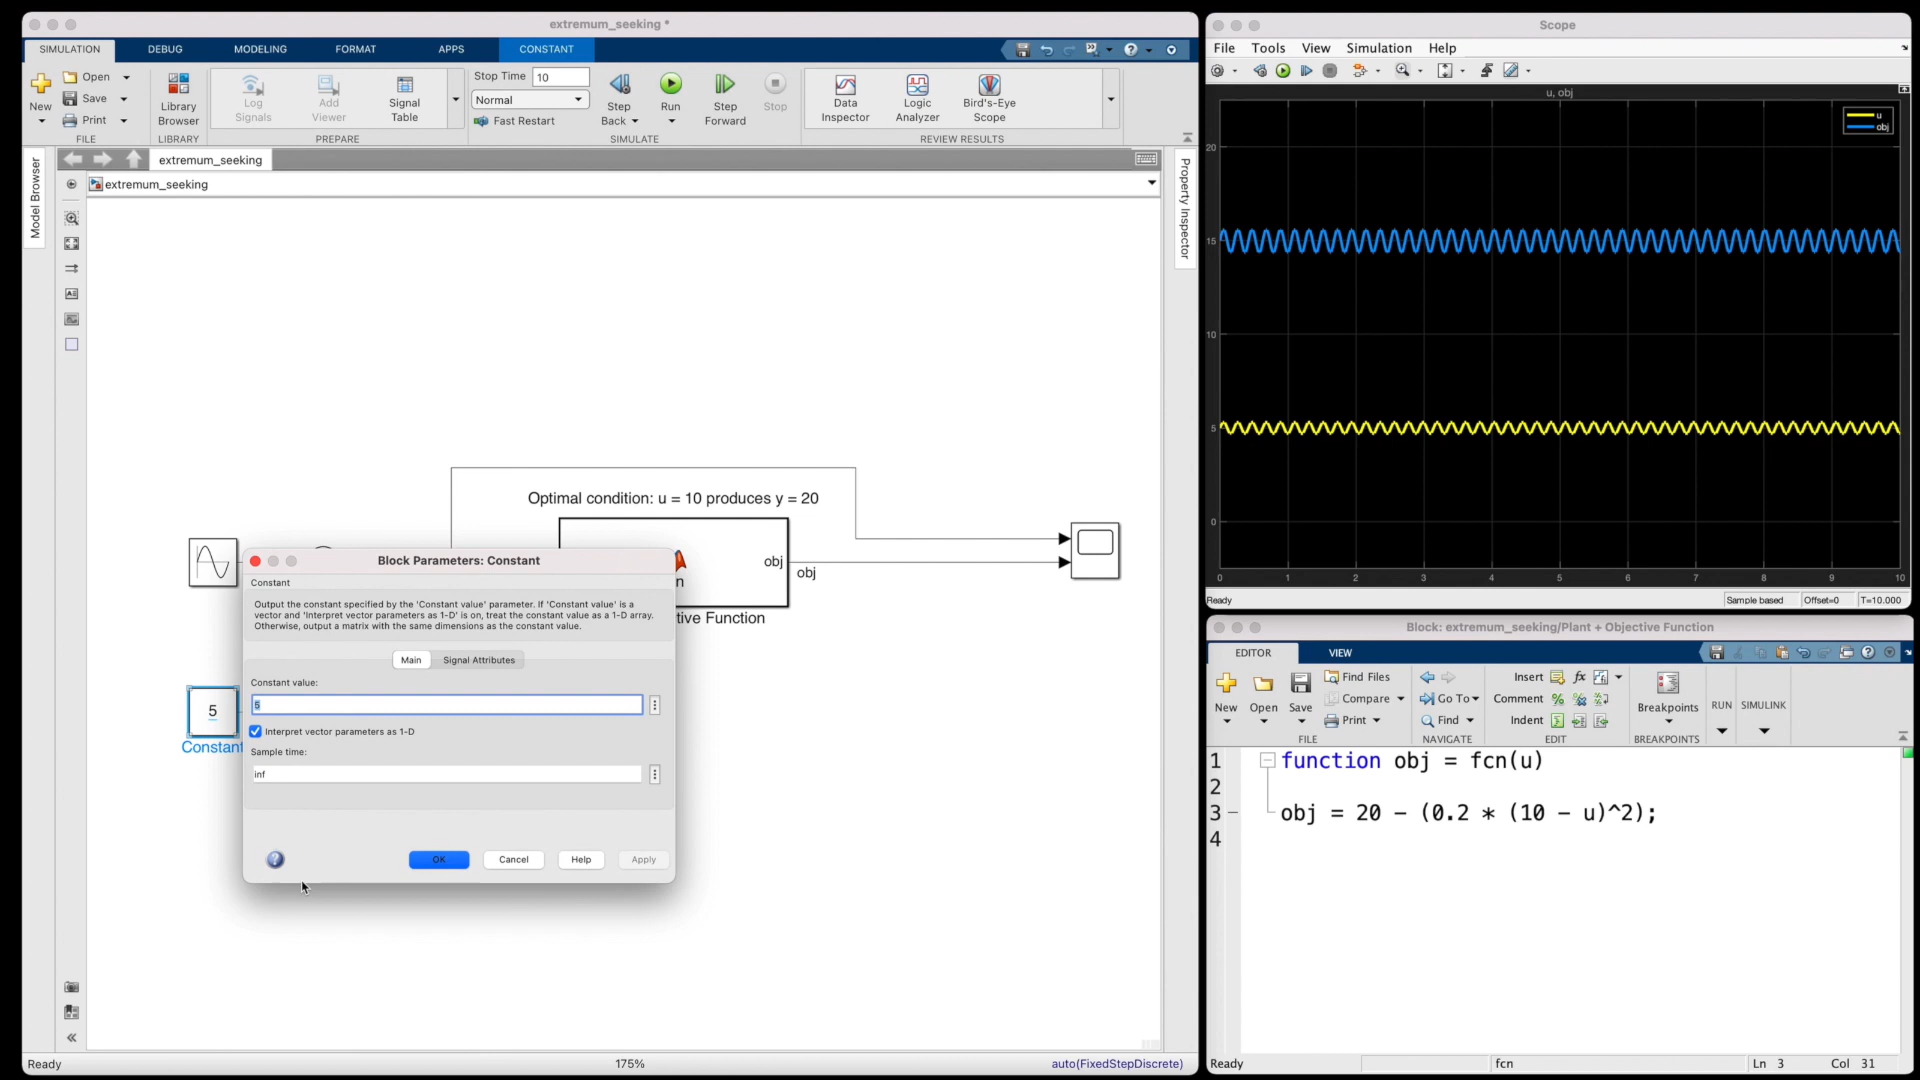 extremum_seeking *
SIMULATION
DEBUG
MODELING
FORMAT
APPS
CONSTANT
New
Open
Save
Print
FILE
Library
Browser
LIBRARY
Log
Signals
Add
Viewer
Signal
Table
PREPARE
Stop Time 10
Normal
Fast Restart
Step
Back
Run
Step
Forward
Stop
SIMULATE
Data
Inspector
Logic
Analyzer
Bird's-Eye
Scope
REVIEW RESULTS
Model Browser
extremum_seeking
extremum_seeking
Property Inspector
Optimal condition: u = 10 produces y = 20
obj
obj
n
tive Function
5
Constant
Block Parameters: Constant
Constant
Output the constant specified by the 'Constant value' parameter. If 'Constant value' is a
vector and 'Interpret vector parameters as 1-D' is on, treat the constant value as a 1-D array.
Otherwise, output a matrix with the same dimensions as the constant value.
Main
Signal Attributes
Constant value:
5
Interpret vector parameters as 1-D
Sample time:
inf
OK
Cancel
Help
Apply
Ready
175%
auto(FixedStepDiscrete)
Scope
File
Tools
View
Simulation
Help
u, obj
u
obj
20
15
10
5
0
0
1
2
3
4
5
6
7
8
9
10
Ready
Sample based
Offset=0
T=10.000
Block: extremum_seeking/Plant + Objective Function
EDITOR
VIEW
New
Open
Save
Find Files
Compare
Print
FILE
Go To
Find
NAVIGATE
Insert
fx
Comment
Indent
EDIT
Breakpoints
BREAKPOINTS
RUN
SIMULINK
1 function obj = fcn(u)
2
3 – obj = 20 – (0.2 * (10 – u)^2);
4
Ready
fcn
Ln 3
Col 31